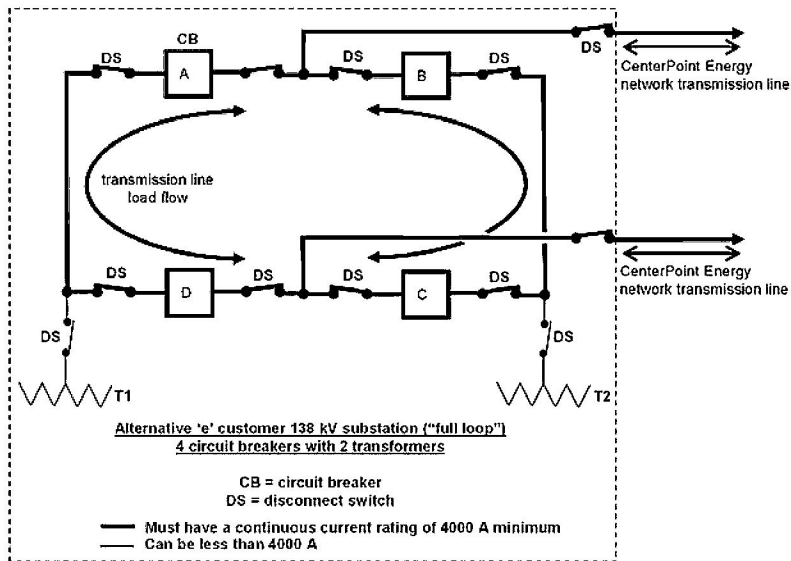 CB
DS
A
DS
B
DS
DS
CenterPoint Energy
network transmission line
transmission line
load flow
DS
D
DS
DS
C
DS
CenterPoint Energy
network transmission line
DS
DS
T1
T2
Alternative 'e' customer 138 kV substation ("full loop")
4 circuit breakers with 2 transformers
CB = circuit breaker
DS = disconnect switch
Must have a continuous current rating of 4000 A minimum
Can be less than 4000 A